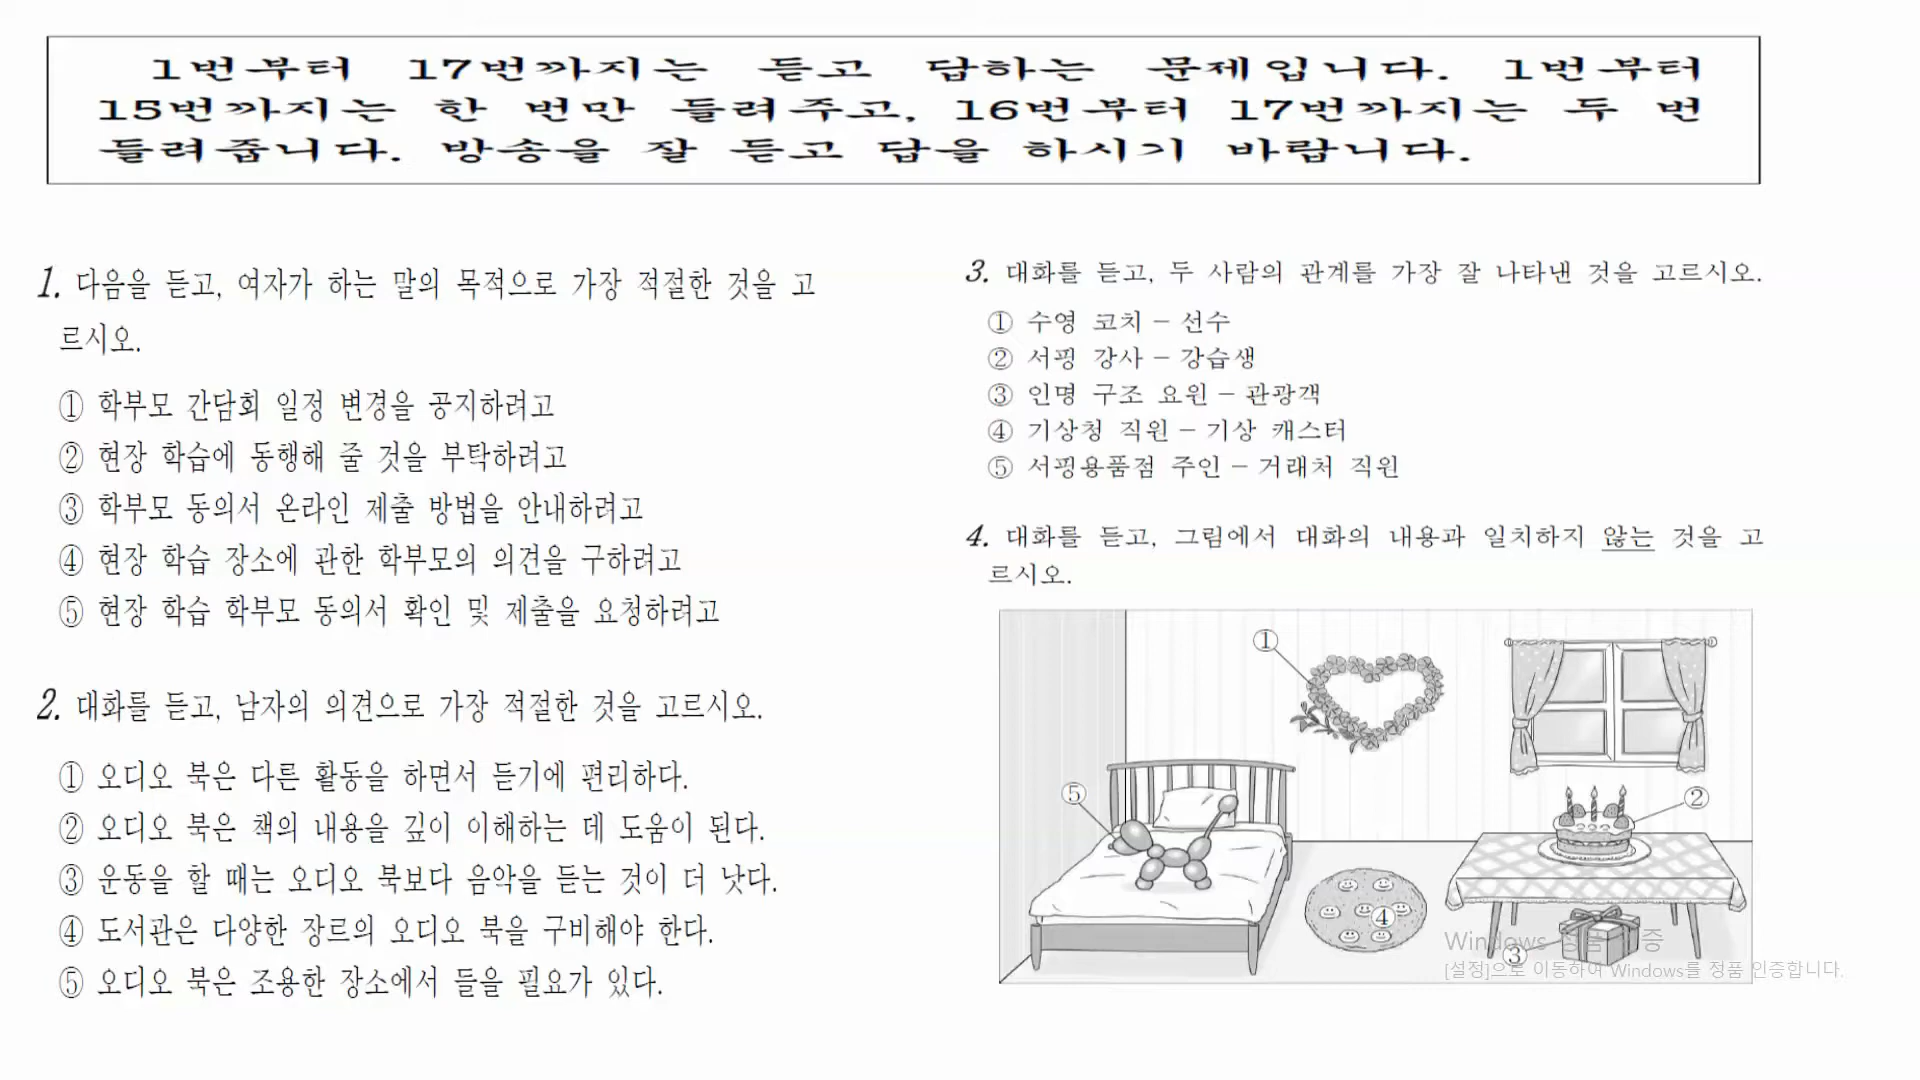 1번부터 17번까지는 듣고 답하는 문제입니다. 1번부터
15번까지는 한 번만 들려주고, 16번부터 17번까지는 두 번
들려줍니다. 방송을 잘 듣고 답을 하시기 바랍니다.
1. 다음을 듣고, 여자가 하는 말의 목적으로 가장 적절한 것을 고
르시오.
① 학부모 간담회 일정 변경을 공지하려고
② 현장 학습에 동행해 줄 것을 부탁하려고
③ 학부모 동의서 온라인 제출 방법을 안내하려고
④ 현장 학습 장소에 관한 학부모의 의견을 구하려고
⑤ 현장 학습 학부모 동의서 확인 및 제출을 요청하려고
2. 대화를 듣고, 남자의 의견으로 가장 적절한 것을 고르시오.
① 오디오 북은 다른 활동을 하면서 듣기에 편리하다.
② 오디오 북은 책의 내용을 깊이 이해하는 데 도움이 된다.
③ 운동을 할 때는 오디오 북보다 음악을 듣는 것이 더 낫다.
④ 도서관은 다양한 장르의 오디오 북을 구비해야 한다.
⑤ 오디오 북은 조용한 장소에서 들을 필요가 있다.
3. 대화를 듣고, 두 사람의 관계를 가장 잘 나타낸 것을 고르시오.
① 수영 코치 － 선수
② 서핑 강사 － 강습생
③ 인명 구조 요원 － 관광객
④ 기상청 직원 － 기상 캐스터
⑤ 서핑용품점 주인 － 거래처 직원
4. 대화를 듣고, 그림에서 대화의 내용과 일치하지 않는 것을 고
르시오.
①
②
⑤
④
③
Windows 정품 인증
[설정]으로 이동하여 Windows를 정품 인증합니다.